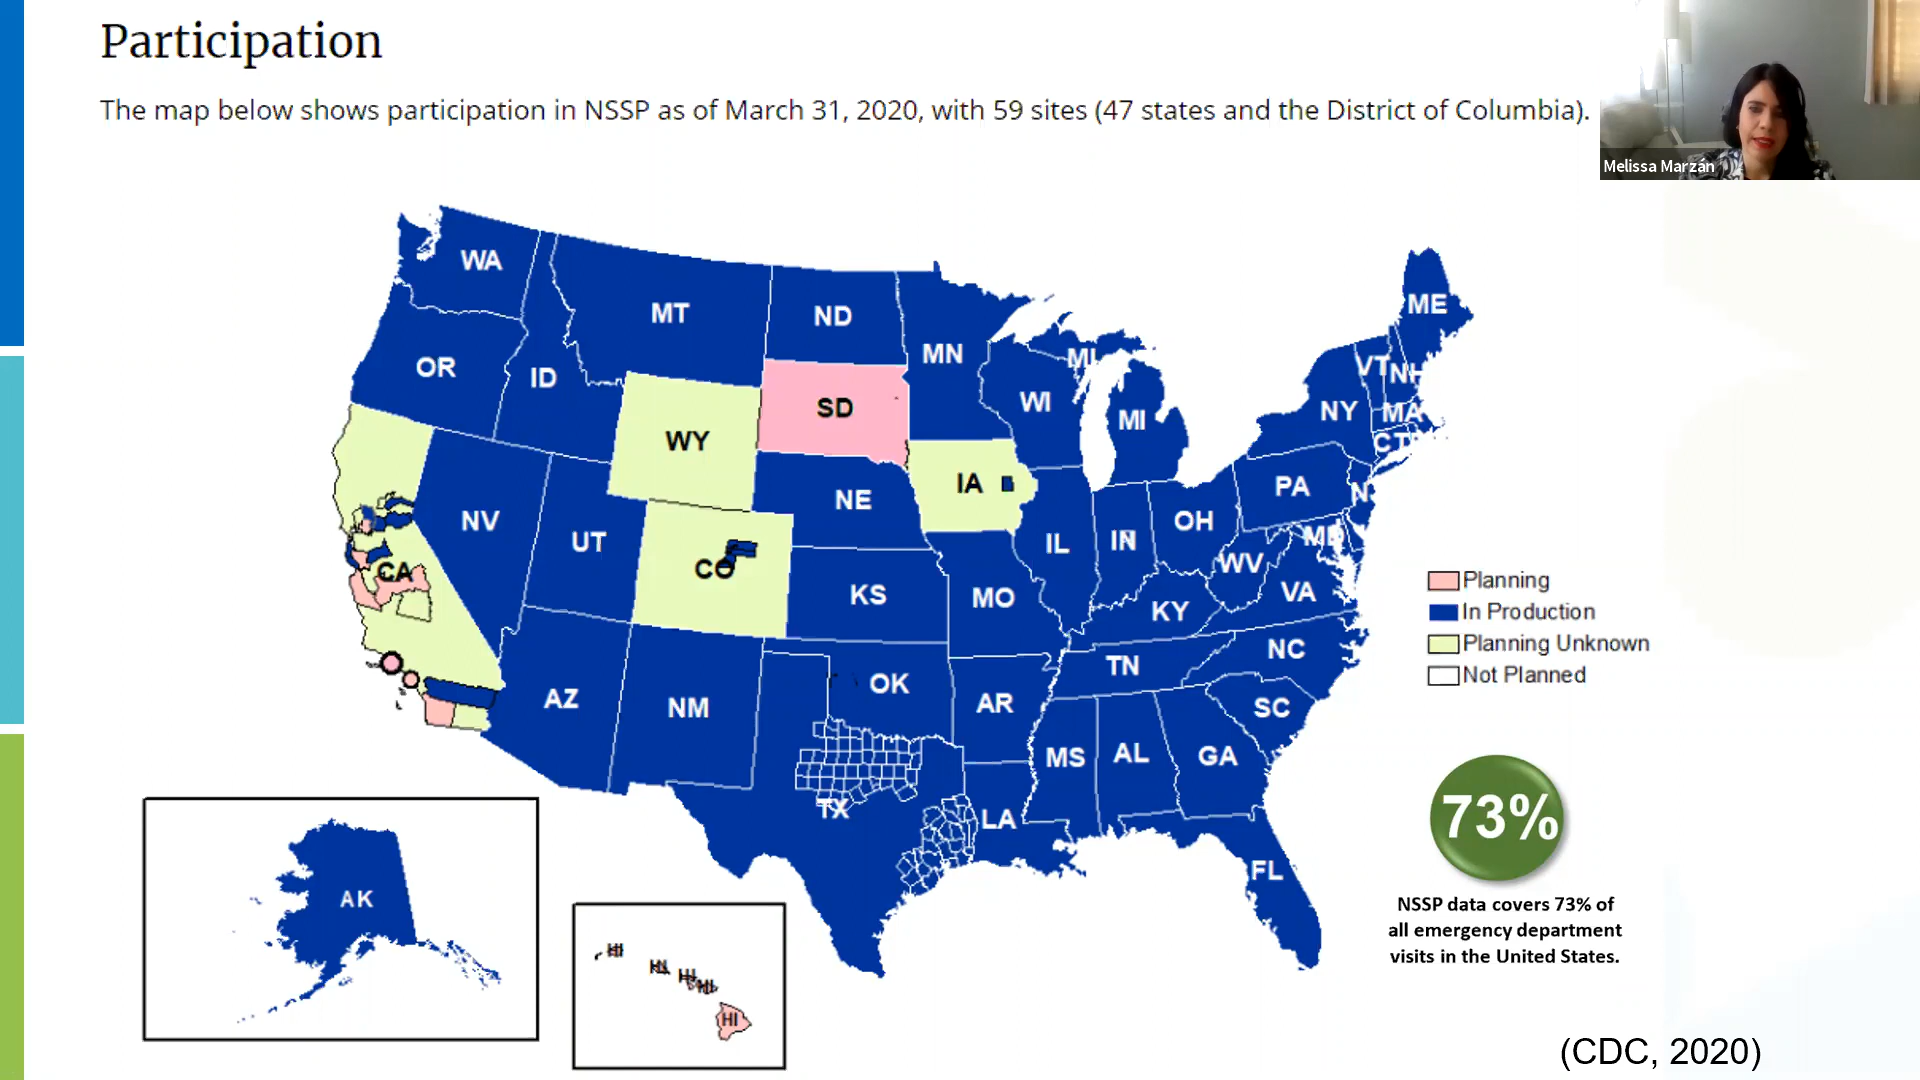 Participation
The map below shows participation in NSSP as of March 31, 2020, with 59 sites (47 states and the District of Columbia).
Melissa Marzán
WA
MT
ND
MN
ME
OR
ID
SD
WI
MI
MI
VT
NH
NY
MA
CT
WY
IA
NE
PA
NV
UT
CO
IL
IN
OH
WV
MD
VA
CA
KS
MO
KY
NC
TN
AZ
NM
OK
AR
SC
MS
AL
GA
TX
LA
FL
AK
HI
HI
HI
HI
HI
Planning
In Production
Planning Unknown
Not Planned
73%
NSSP data covers 73% of
all emergency department
visits in the United States.
(CDC, 2020)